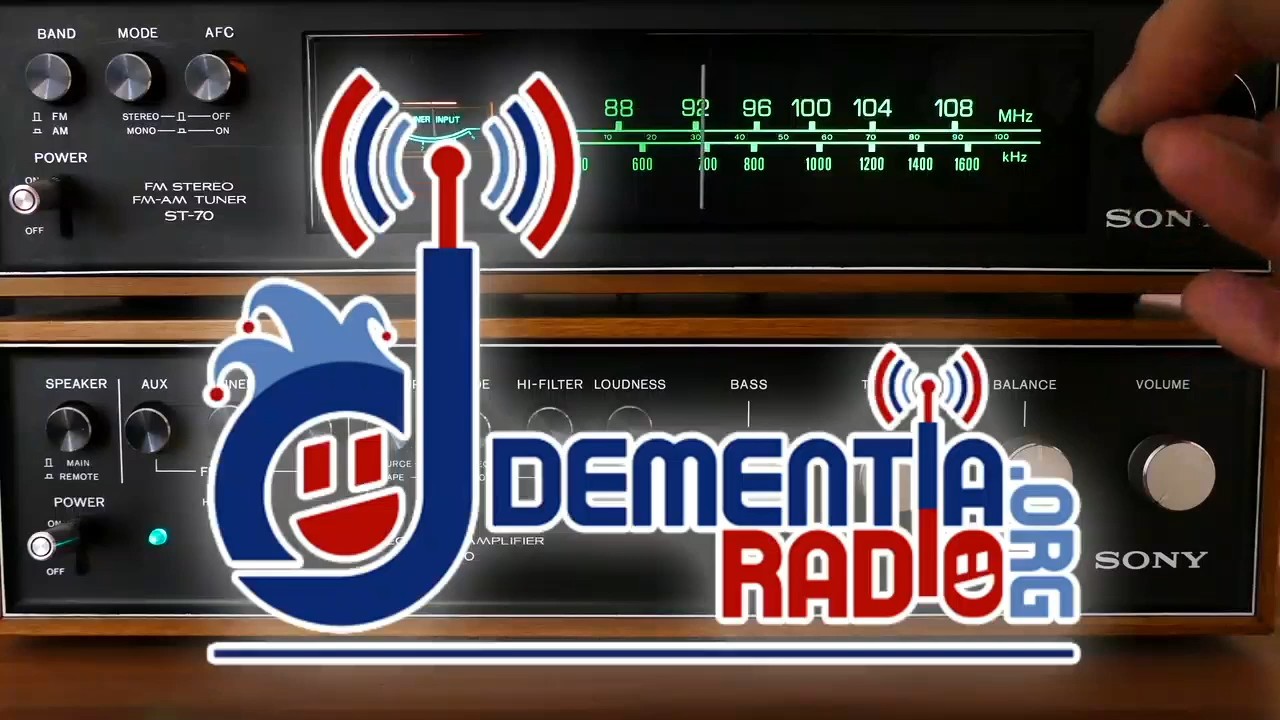 BAND MODE AFC
FM
AM
STEREO OFF
MONO ON
POWER
ON
OFF
FM STEREO
FM-AM TUNER
ST-70
INPUT
88 92 96 100 104 108 MHz
10 20 30 50 60 70 80 90 100
600 700 800 1000 1200 1400 1600 kHz
SPEAKER AUX HI-FILTER LOUDNESS BASS BALANCE VOLUME
MAIN
REMOTE
POWER
ON
OFF
AMPLIFIER
DEMENTIA
RADIO
.ORG
SONY